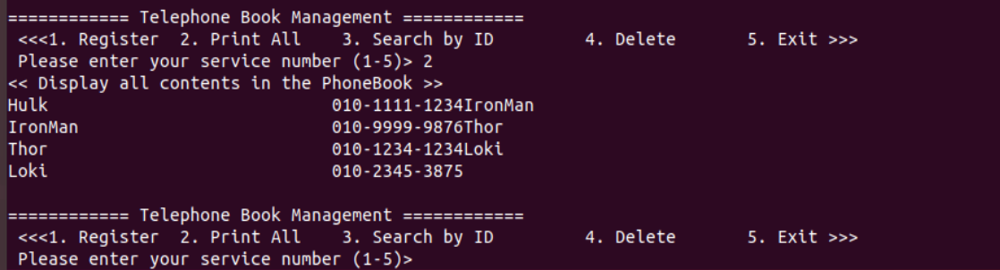 ============ Telephone Book Management ============
<<<1. Register  2. Print All    3. Search by ID         4. Delete       5. Exit >>>
Please enter your service number (1-5)> 2
<< Display all contents in the PhoneBook >>
Hulk                            010-1111-1234IronMan
IronMan                         010-9999-9876Thor
Thor                            010-1234-1234Loki
Loki                            010-2345-3875
============ Telephone Book Management ============
<<<1. Register  2. Print All    3. Search by ID         4. Delete       5. Exit >>>
Please enter your service number (1-5)>